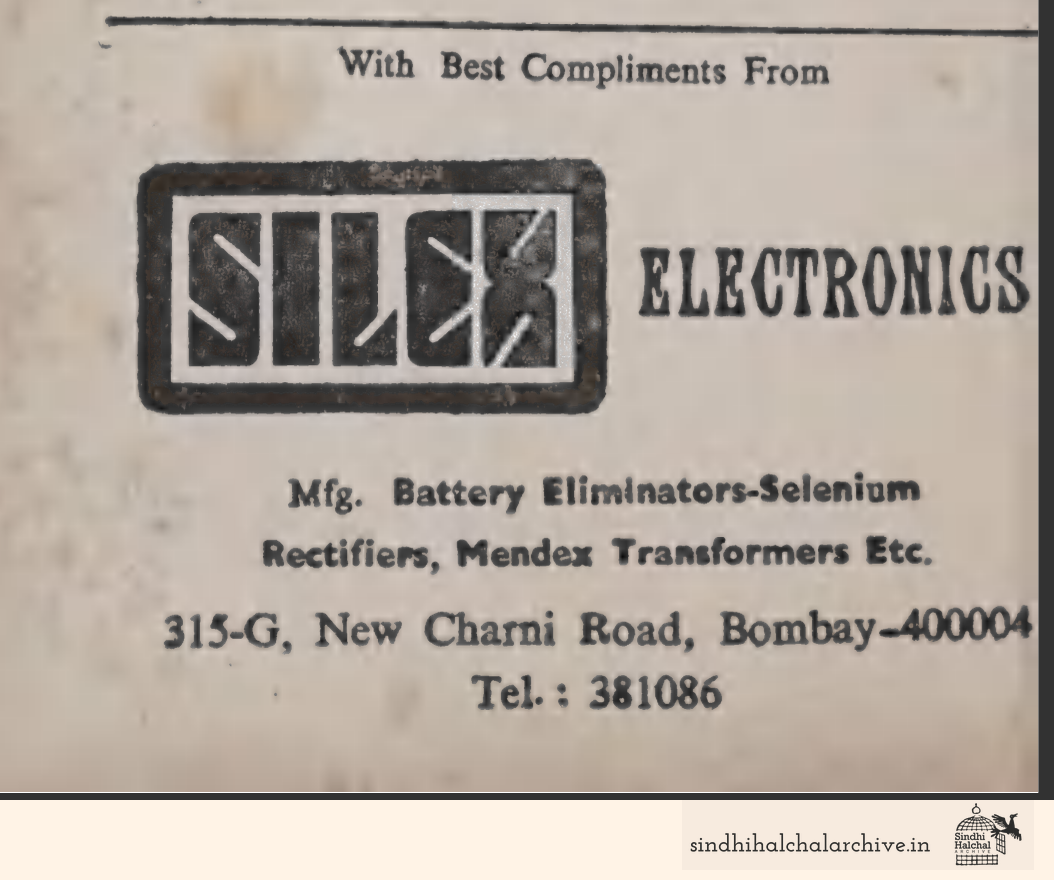 With Best Compliments From
SILEX ELECTRONICS
Mfg. Battery Eliminators-Selenium
Rectifiers, Mendex Transformers Etc.
315-G, New Charni Road, Bombay-400004
Tel. : 381086
sindhihalchalarchive.in
Sindhi
Halchal
ARCHIVE